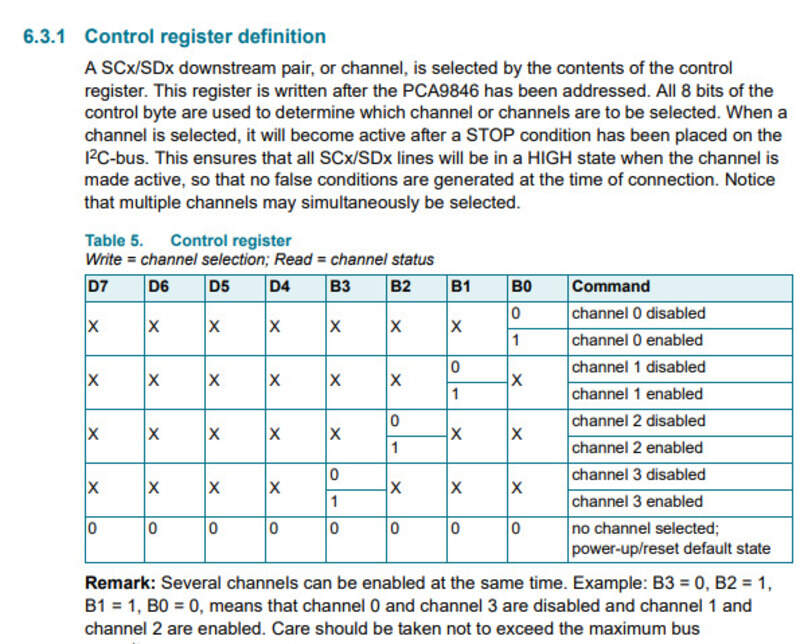 6.3.1 Control register definition
A SCx/SDx downstream pair, or channel, is selected by the contents of the control
register. This register is written after the PCA9846 has been addressed. All 8 bits of the
control byte are used to determine which channel or channels are to be selected. When a
channel is selected, it will become active after a STOP condition has been placed on the
I²C-bus. This ensures that all SCx/SDx lines will be in a HIGH state when the channel is
made active, so that no false conditions are generated at the time of connection. Notice
that multiple channels may simultaneously be selected.
Table 5. Control register
Write = channel selection; Read = channel status
D7 D6 D5 D4 B3 B2 B1 B0 Command
X X X X X X X 0 channel 0 disabled
1 channel 0 enabled
X X X X X X 0 X channel 1 disabled
1 channel 1 enabled
X X X X X 0 X X channel 2 disabled
1 channel 2 enabled
X X X X 0 X X X channel 3 disabled
1 channel 3 enabled
0 0 0 0 0 0 0 0 no channel selected;
power-up/reset default state
Remark: Several channels can be enabled at the same time. Example: B3 = 0, B2 = 1,
B1 = 1, B0 = 0, means that channel 0 and channel 3 are disabled and channel 1 and
channel 2 are enabled. Care should be taken not to exceed the maximum bus